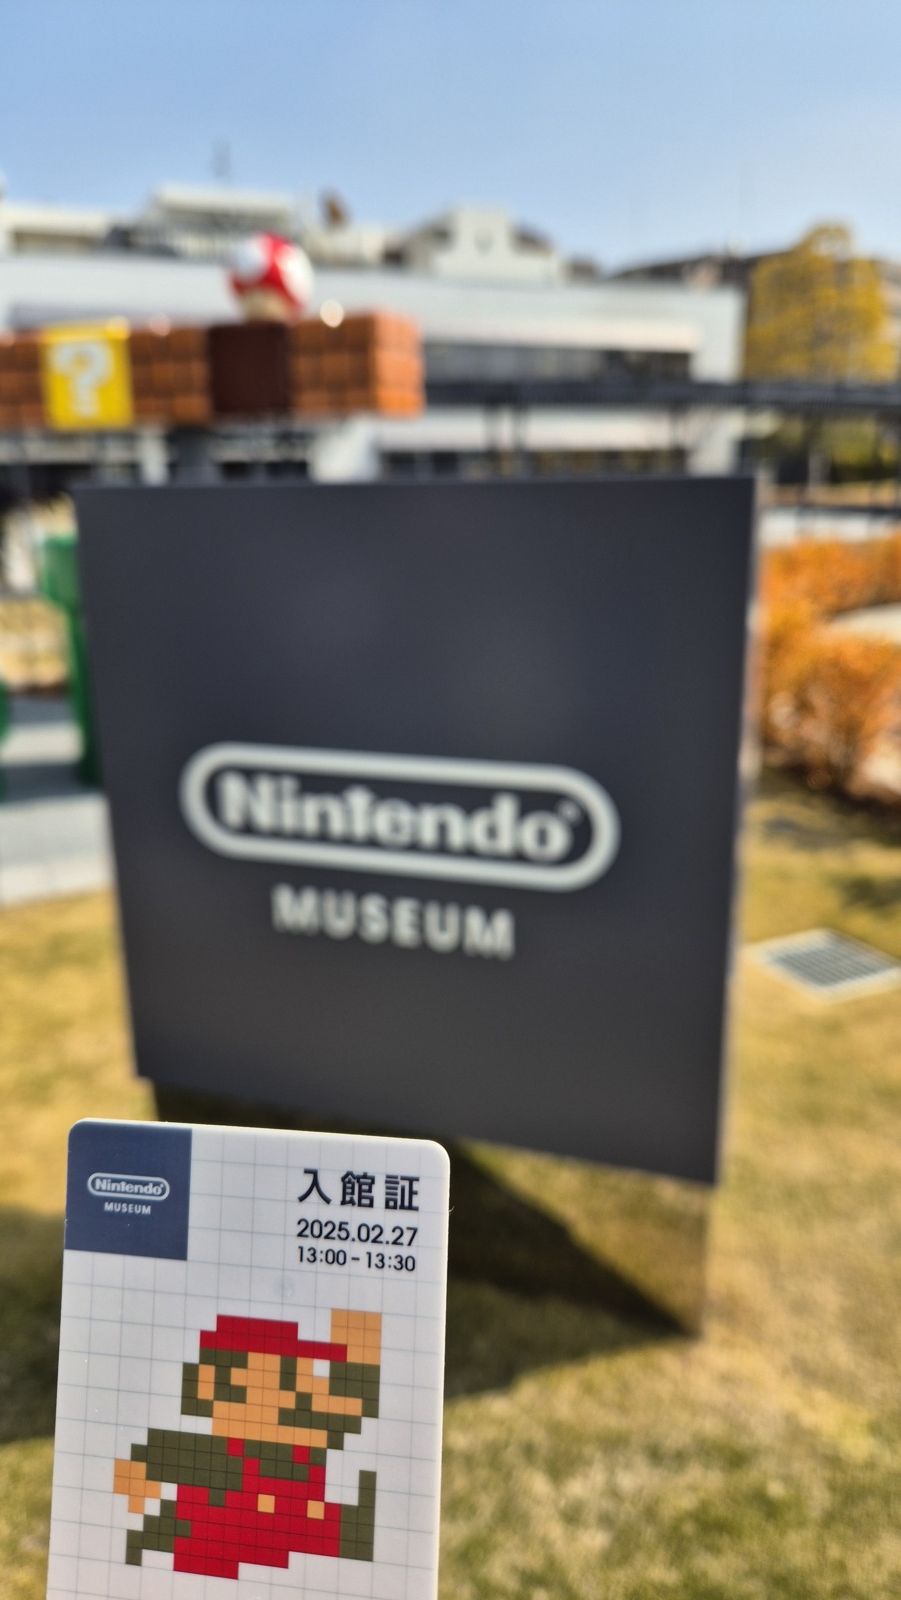 ?
Nintendo®
MUSEUM
Nintendo®
MUSEUM
入館証
2025.02.27
13:00-13:30